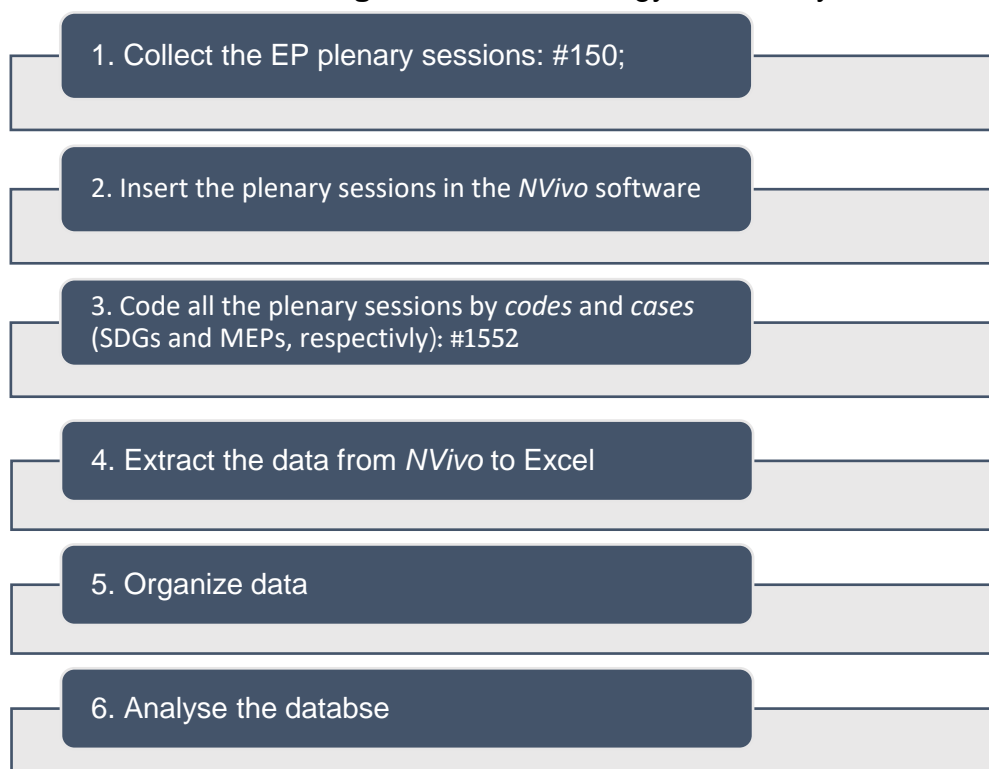 1. Collect the EP plenary sessions: #150;
2. Insert the plenary sessions in the NVivo software
3. Code all the plenary sessions by codes and cases
(SDGs and MEPs, respectivly): #1552
4. Extract the data from NVivo to Excel
5. Organize data
6. Analyse the databse